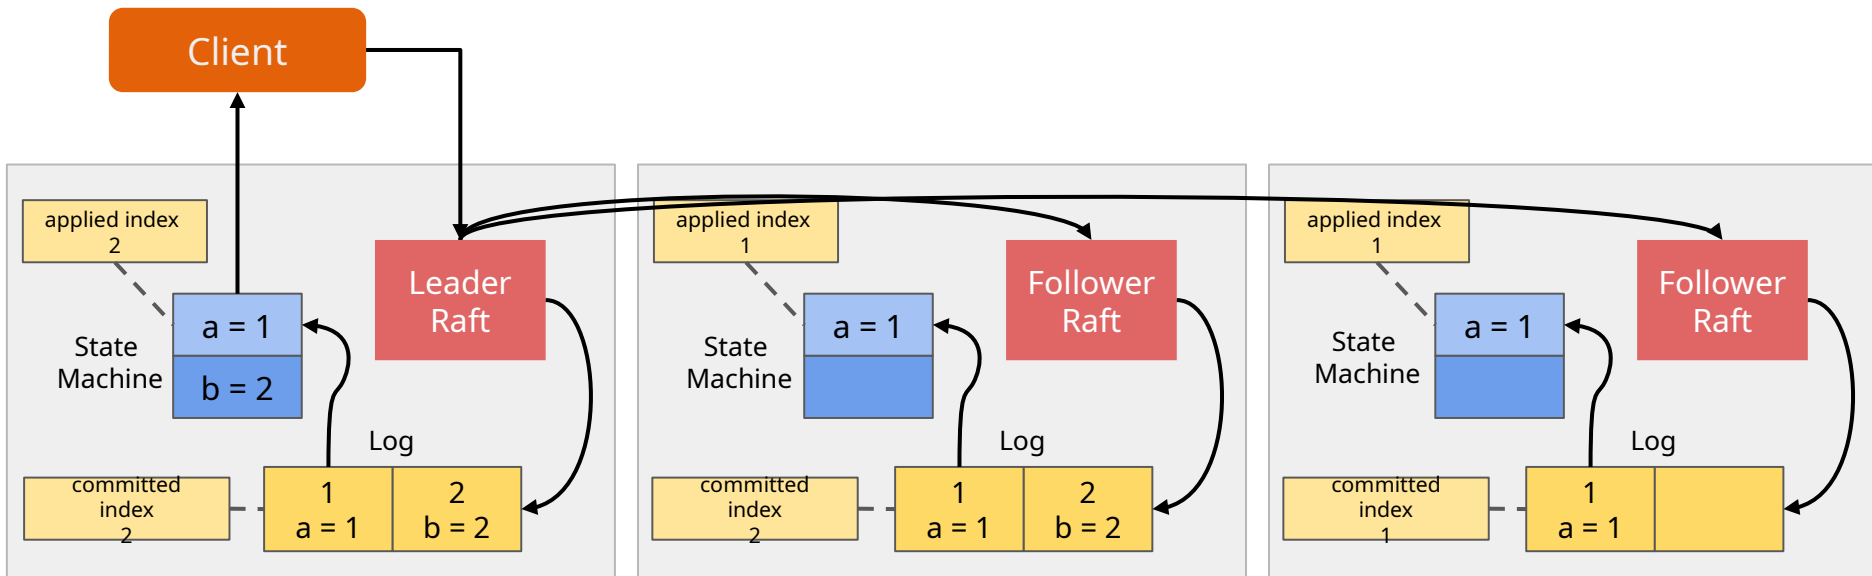 Client
applied index
2
Leader
Raft
a = 1
State
Machine
b = 2
Log
committed
index
2
1
a = 1
2
b = 2
applied index
1
Follower
Raft
a = 1
State
Machine
Log
committed
index
2
1
a = 1
2
b = 2
applied index
1
Follower
Raft
a = 1
State
Machine
Log
committed
index
1
1
a = 1